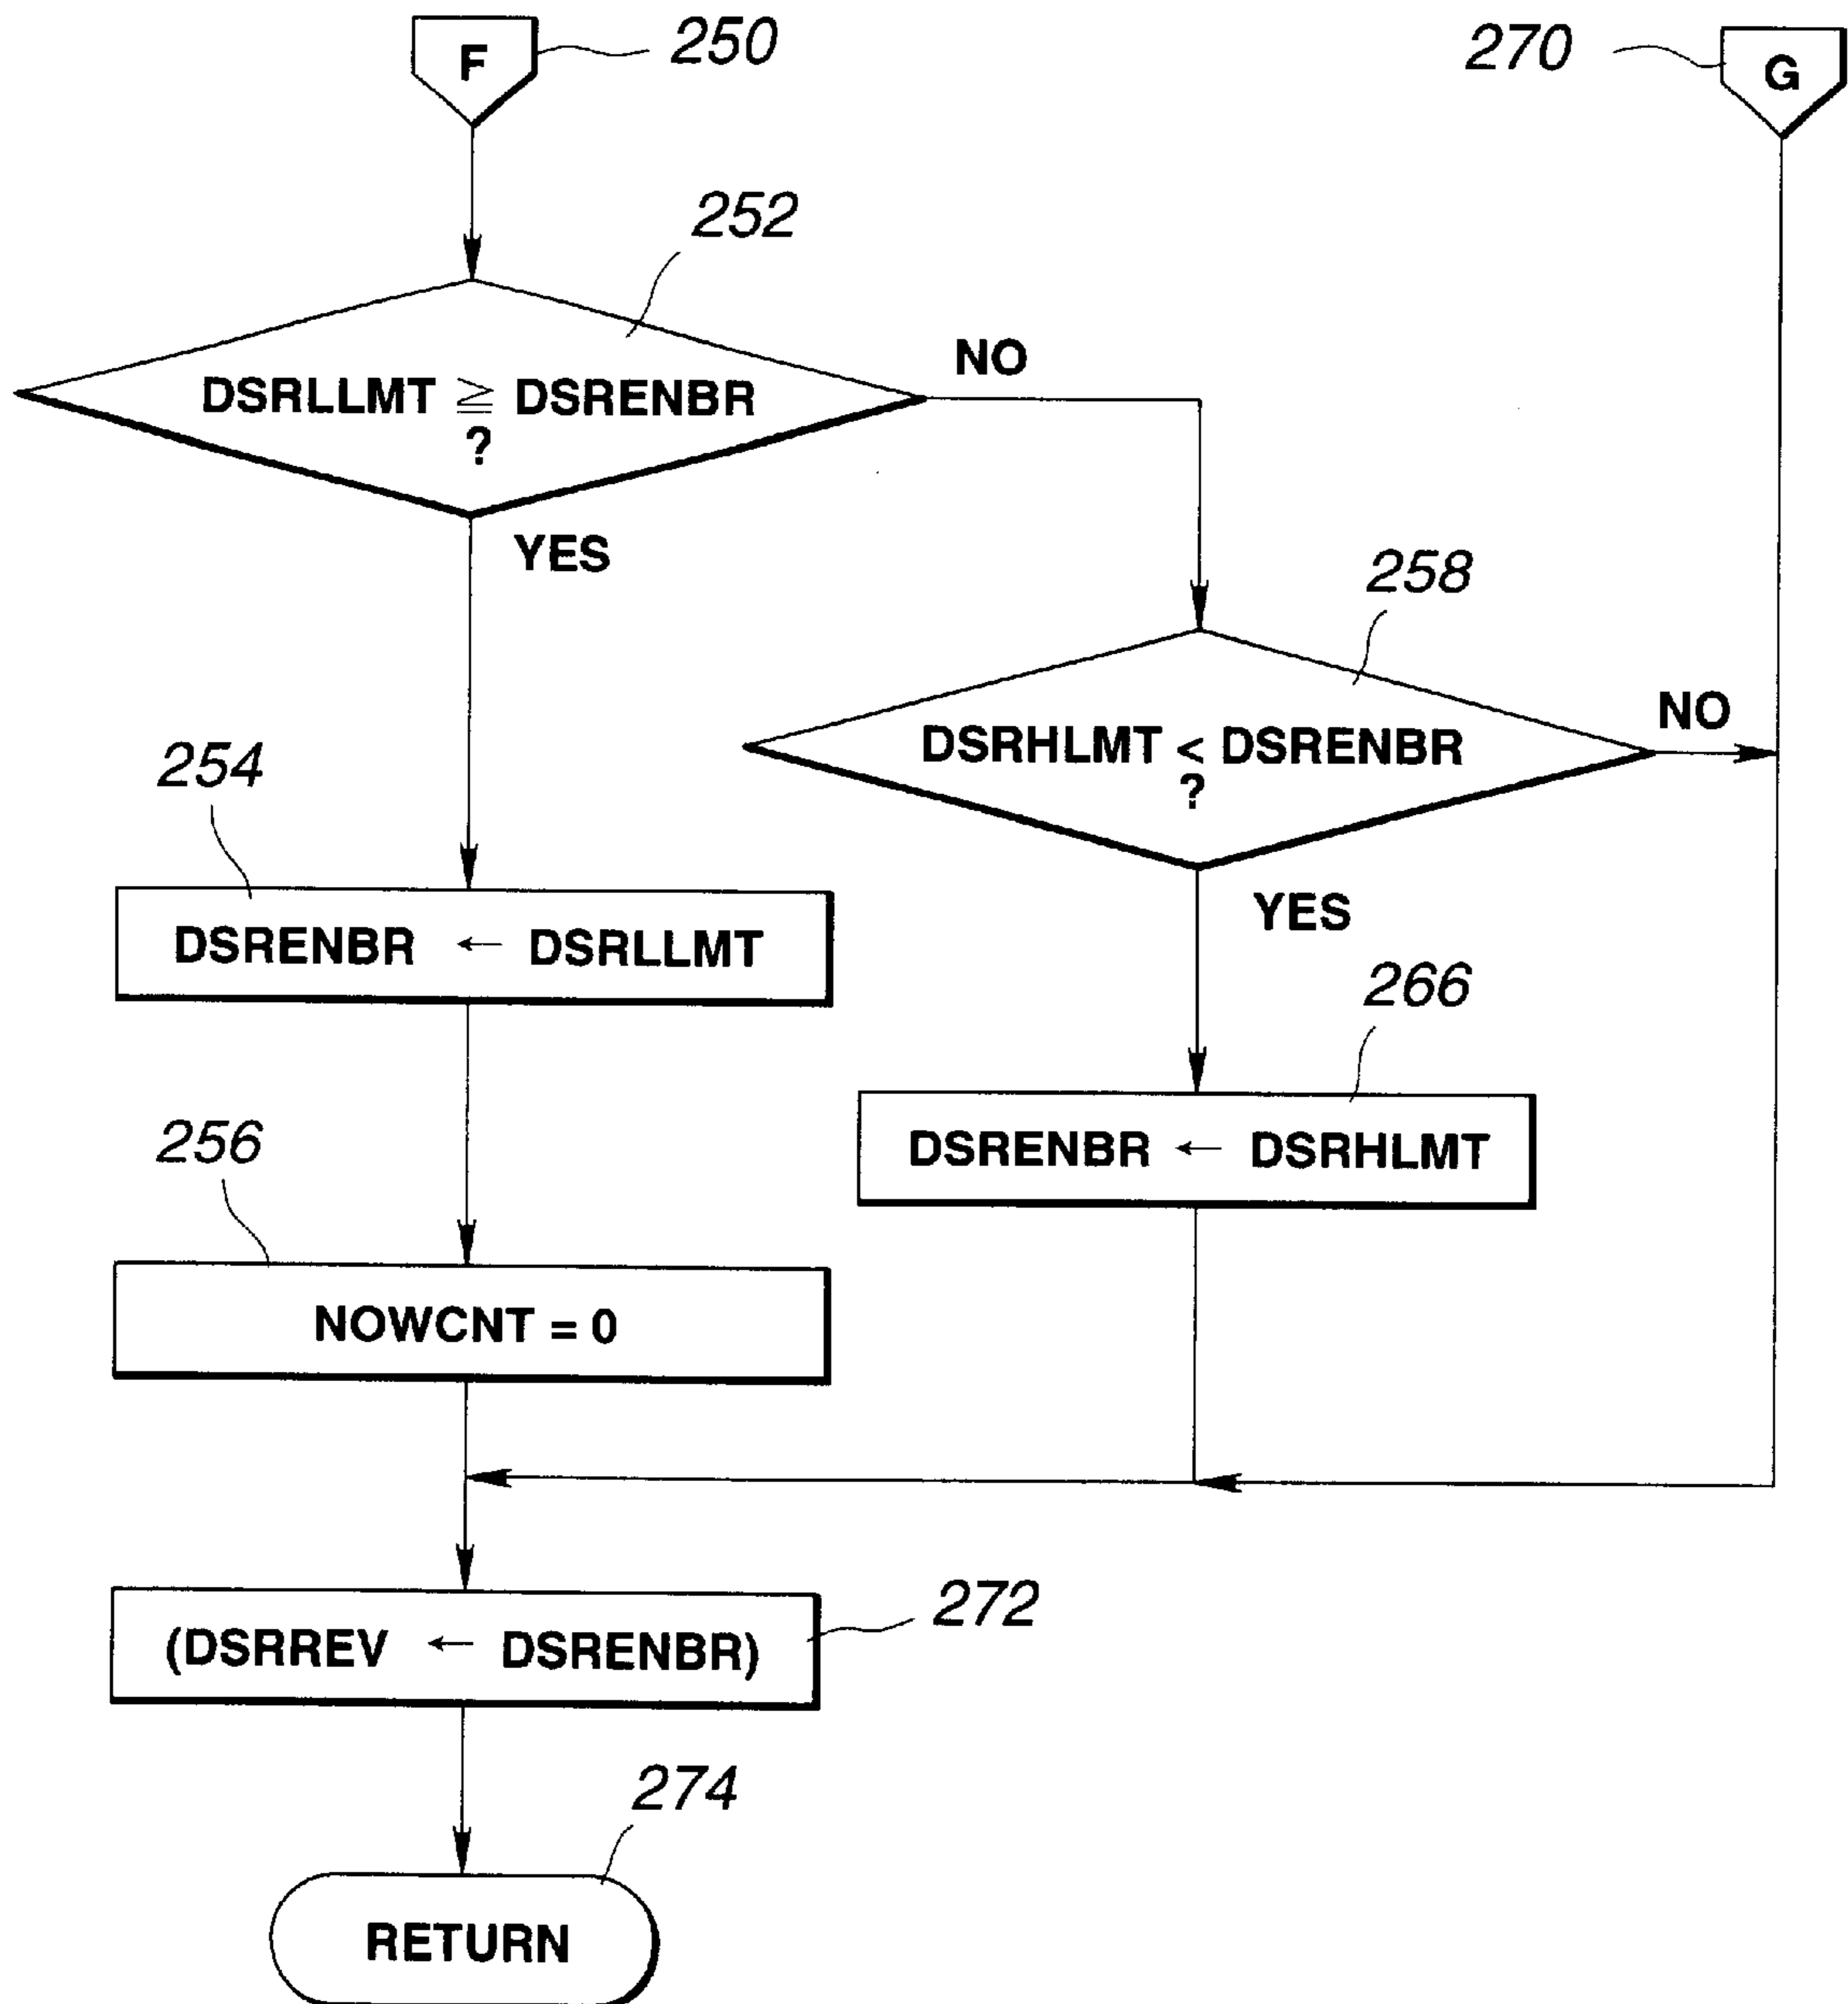 F 250
270 G
252
DSRLLMT ≧ DSRENBR
?
NO
YES
258
DSRHLMT < DSRENBR
?
NO
YES
254
DSRENBR ← DSRLLMT
266
DSRENBR ← DSRHLMT
256
NOWCNT = 0
272
(DSRREV ← DSRENBR)
274
RETURN